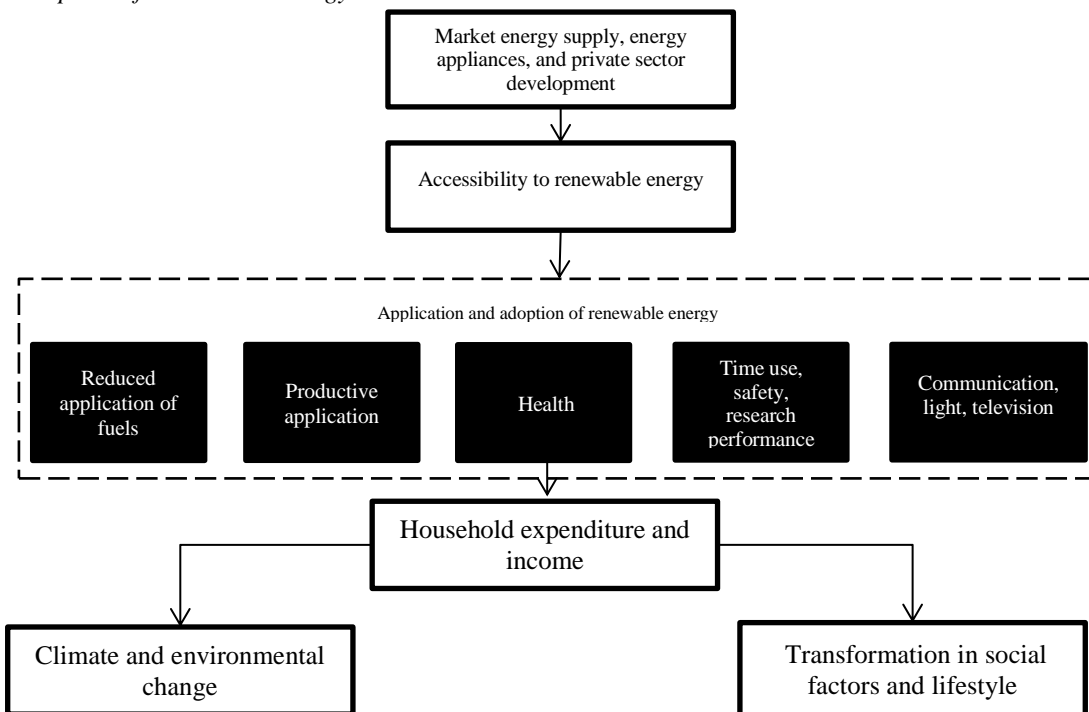 Market energy supply, energy
appliances, and private sector
development
Accessibility to renewable energy
Application and adoption of renewable energy
Reduced
application of
fuels
Productive
application
Health
Time use,
safety,
research
performance
Communication,
light, television
Household expenditure and
income
Climate and environmental
change
Transformation in social
factors and lifestyle